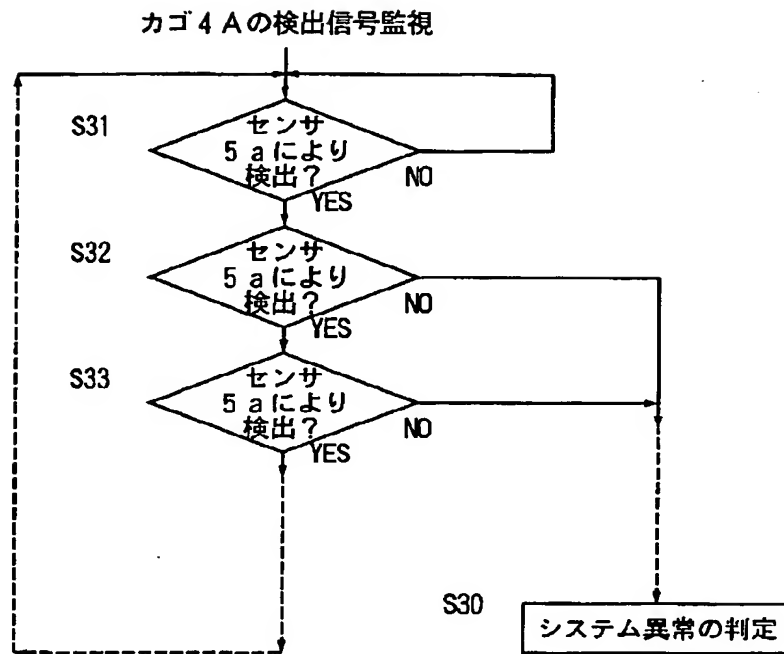 カゴ4Aの検出信号監視
S31
センサ
5aにより
検出?
NO
YES
S32
センサ
5aにより
検出?
NO
YES
S33
センサ
5aにより
検出?
NO
YES
S30
システム異常の判定